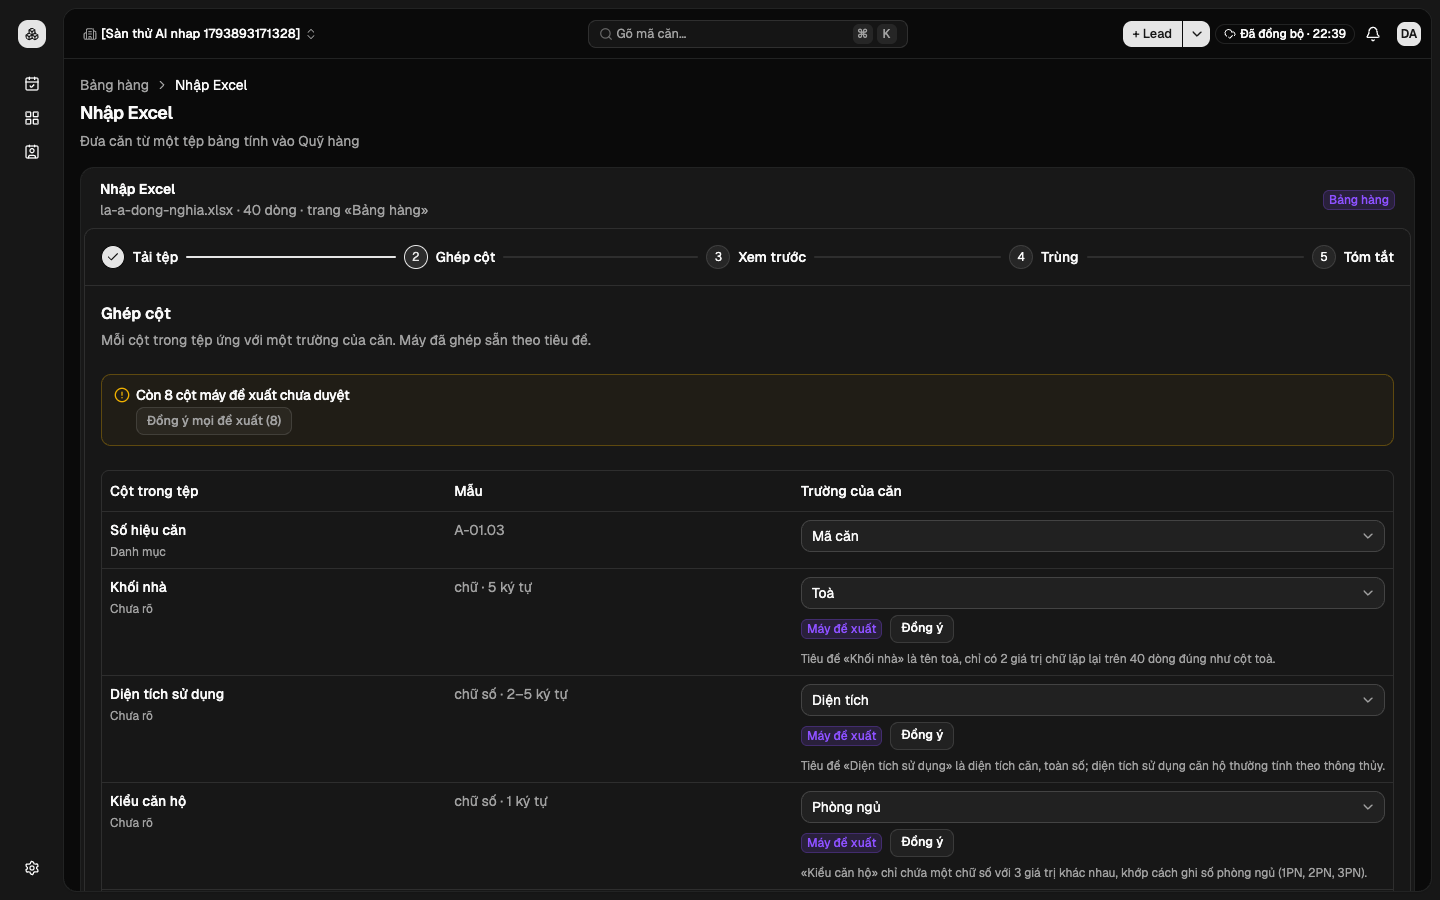 [Sàn thử AI nhap 1793893171328]
Gõ mã căn...
⌘ K
+ Lead
Đã đồng bộ · 22:39
DA
Bảng hàng > Nhập Excel
Nhập Excel
Đưa căn từ một tệp bảng tính vào Quỹ hàng
Nhập Excel
la-a-dong-nghia.xlsx · 40 dòng · trang «Bảng hàng»
Bảng hàng
Tải tệp
2 Ghép cột
3 Xem trước
4 Trùng
5 Tóm tắt
Ghép cột
Mỗi cột trong tệp ứng với một trường của căn. Máy đã ghép sẵn theo tiêu đề.
Còn 8 cột máy đề xuất chưa duyệt
Đồng ý mọi đề xuất (8)
Cột trong tệp Mẫu Trường của căn
Số hiệu căn A-01.03 Mã căn
Danh mục
Khối nhà chữ · 5 ký tự Toà
Chưa rõ
Máy đề xuất Đồng ý
Tiêu đề «Khối nhà» là tên toà, chỉ có 2 giá trị chữ lặp lại trên 40 dòng đúng như cột toà.
Diện tích sử dụng chữ số · 2–5 ký tự Diện tích
Chưa rõ
Máy đề xuất Đồng ý
Tiêu đề «Diện tích sử dụng» là diện tích căn, toàn số; diện tích sử dụng căn hộ thường tính theo thông thủy.
Kiểu căn hộ chữ số · 1 ký tự Phòng ngủ
Chưa rõ
Máy đề xuất Đồng ý
«Kiểu căn hộ» chỉ chứa một chữ số với 3 giá trị khác nhau, khớp cách ghi số phòng ngủ (1PN, 2PN, 3PN).